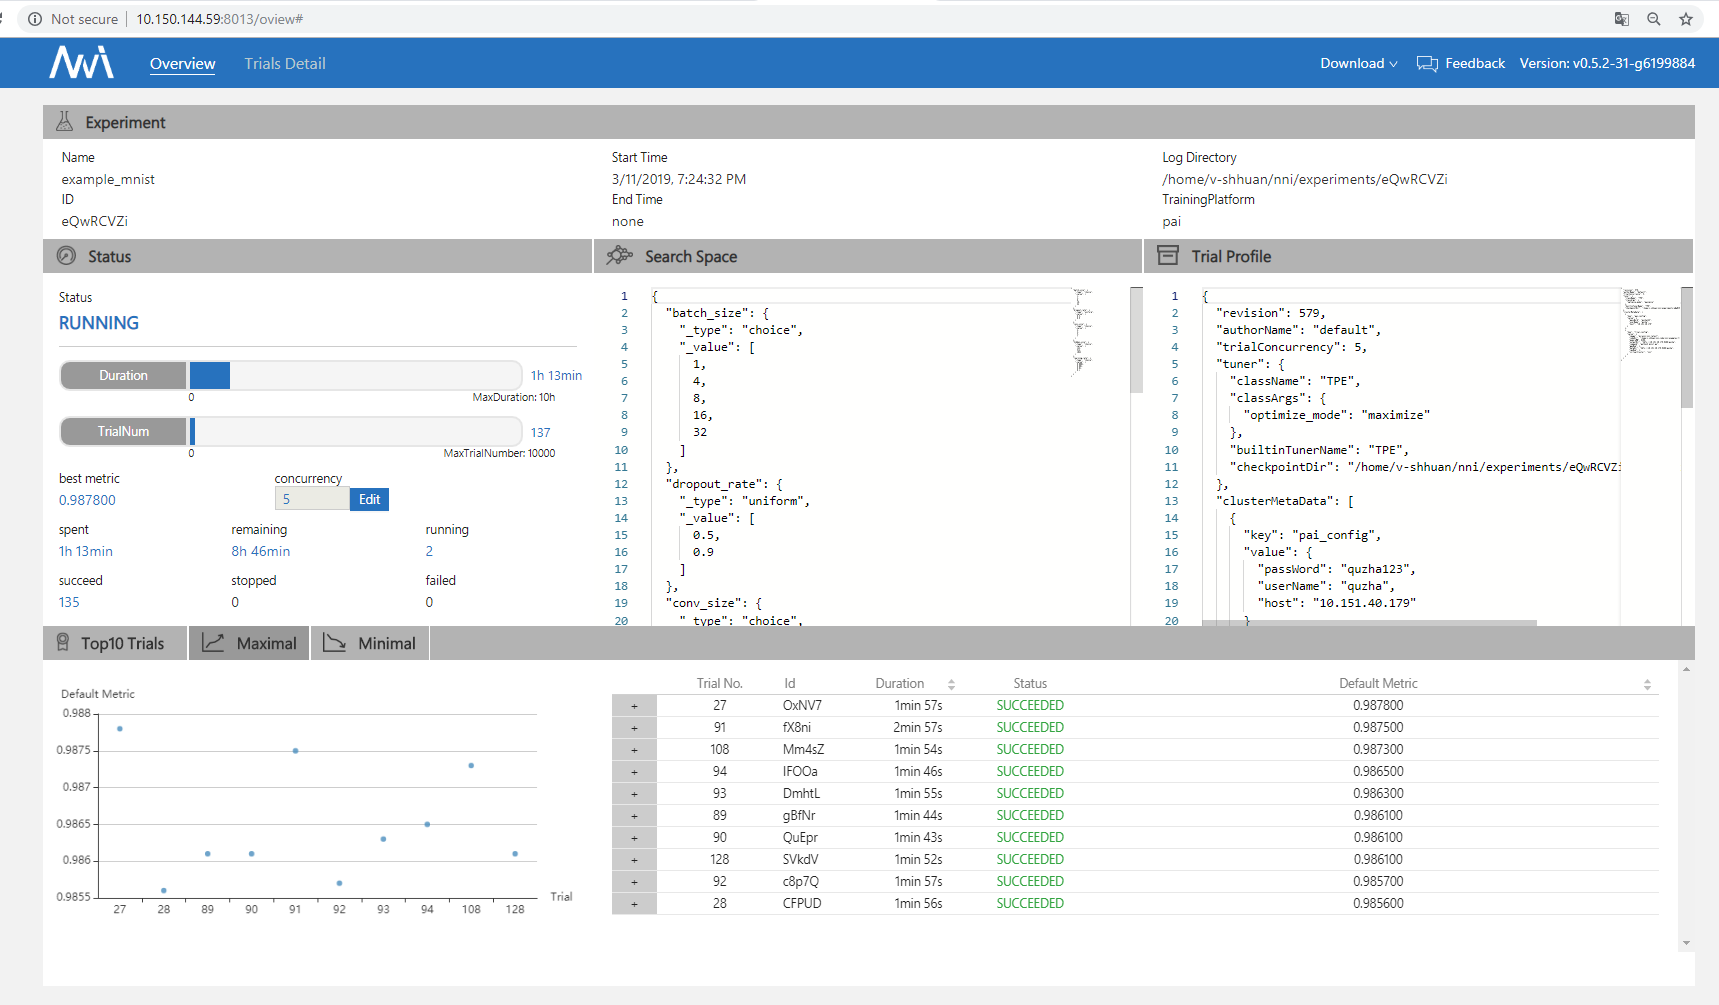 Not secure | 10.150.144.59:8013/oview#
Overview Trials Detail Download Feedback Version: v0.5.2-31-g6199884
Experiment
Name
example_mnist
ID
eQwRCVZi
Start Time
3/11/2019, 7:24:32 PM
End Time
none
Log Directory
/home/v-shhuan/nni/experiments/eQwRCVZi
TrainingPlatform
pai
Status
Status
RUNNING
Duration 1h 13min
0 MaxDuration: 10h
TrialNum 137
0 MaxTrialNumber: 10000
best metric concurrency
0.987800 5 Edit
spent remaining running
1h 13min 8h 46min 2
succeed stopped failed
135 0 0
Search Space
1 {
2 "batch_size": {
3 "_type": "choice",
4 "_value": [
5 1,
6 4,
7 8,
8 16,
9 32
10 ]
11 },
12 "dropout_rate": {
13 "_type": "uniform",
14 "_value": [
15 0.5,
16 0.9
17 ]
18 },
19 "conv_size": {
20 "_type": "choice",
Trial Profile
1 {
2 "revision": 579,
3 "authorName": "default",
4 "trialConcurrency": 5,
5 "tuner": {
6 "className": "TPE",
7 "classArgs": {
8 "optimize_mode": "maximize"
9 },
10 "builtinTunerName": "TPE",
11 "checkpointDir": "/home/v-shhuan/nni/experiments/eQwRCVZi
12 },
13 "clusterMetaData": [
14 {
15 "key": "pai_config",
16 "value": {
17 "passWord": "quzha123",
18 "userName": "quzha",
19 "host": "10.151.40.179"
20 }
Top10 Trials Maximal Minimal
Default Metric
0.988
0.9875
0.987
0.9865
0.986
0.9855
27 28 89 90 91 92 93 94 108 128
Trial
Trial No. Id Duration Status Default Metric
+ 27 OxNV7 1min 57s SUCCEEDED 0.987800
+ 91 fX8ni 2min 57s SUCCEEDED 0.987500
+ 108 Mm4sZ 1min 54s SUCCEEDED 0.987300
+ 94 IFOOa 1min 46s SUCCEEDED 0.986500
+ 93 DmhtL 1min 55s SUCCEEDED 0.986300
+ 89 gBfNr 1min 44s SUCCEEDED 0.986100
+ 90 QuEpr 1min 43s SUCCEEDED 0.986100
+ 128 SVkdV 1min 52s SUCCEEDED 0.986100
+ 92 c8p7Q 1min 57s SUCCEEDED 0.985700
+ 28 CFPUD 1min 56s SUCCEEDED 0.985600